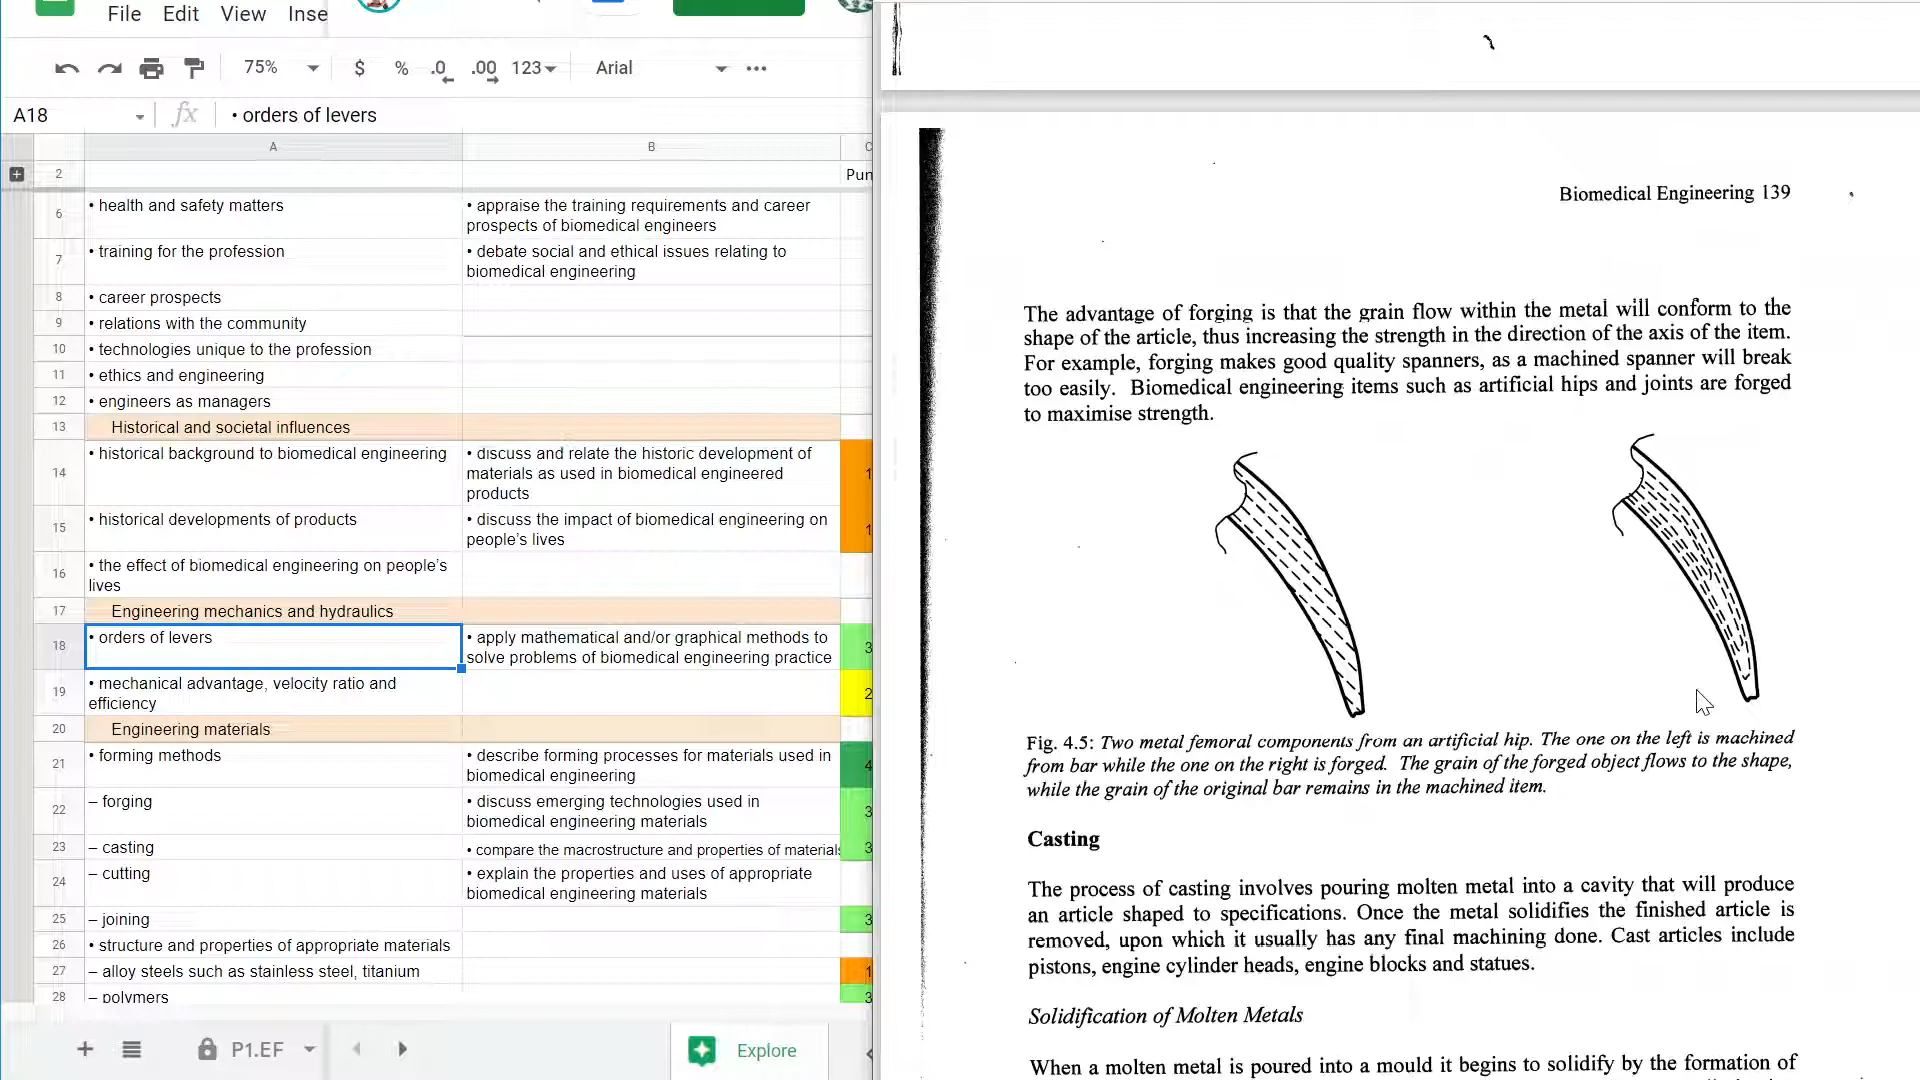 File Edit View Inse
75% $ % .0 .00 123 Arial
A18 fx • orders of levers
A B C
2 Pun
6 • health and safety matters • appraise the training requirements and career prospects of biomedical engineers
7 • training for the profession • debate social and ethical issues relating to biomedical engineering
8 • career prospects
9 • relations with the community
10 • technologies unique to the profession
11 • ethics and engineering
12 • engineers as managers
13 Historical and societal influences
14 • historical background to biomedical engineering • discuss and relate the historic development of materials as used in biomedical engineered products 1
15 • historical developments of products • discuss the impact of biomedical engineering on people's lives 1
16 • the effect of biomedical engineering on people's lives
17 Engineering mechanics and hydraulics
18 • orders of levers • apply mathematical and/or graphical methods to solve problems of biomedical engineering practice 3
19 • mechanical advantage, velocity ratio and efficiency 2
20 Engineering materials
21 • forming methods • describe forming processes for materials used in biomedical engineering 4
22 – forging • discuss emerging technologies used in biomedical engineering materials 3
23 – casting • compare the macrostructure and properties of materials 3
24 – cutting • explain the properties and uses of appropriate biomedical engineering materials
25 – joining 3
26 • structure and properties of appropriate materials
27 – alloy steels such as stainless steel, titanium 1
28 – polymers 3
P1.EF Explore
Biomedical Engineering 139
The advantage of forging is that the grain flow within the metal will conform to the
shape of the article, thus increasing the strength in the direction of the axis of the item.
For example, forging makes good quality spanners, as a machined spanner will break
too easily. Biomedical engineering items such as artificial hips and joints are forged
to maximise strength.
Fig. 4.5: Two metal femoral components from an artificial hip. The one on the left is machined
from bar while the one on the right is forged. The grain of the forged object flows to the shape,
while the grain of the original bar remains in the machined item.
Casting
The process of casting involves pouring molten metal into a cavity that will produce
an article shaped to specifications. Once the metal solidifies the finished article is
removed, upon which it usually has any final machining done. Cast articles include
pistons, engine cylinder heads, engine blocks and statues.
Solidification of Molten Metals
When a molten metal is poured into a mould it begins to solidify by the formation of